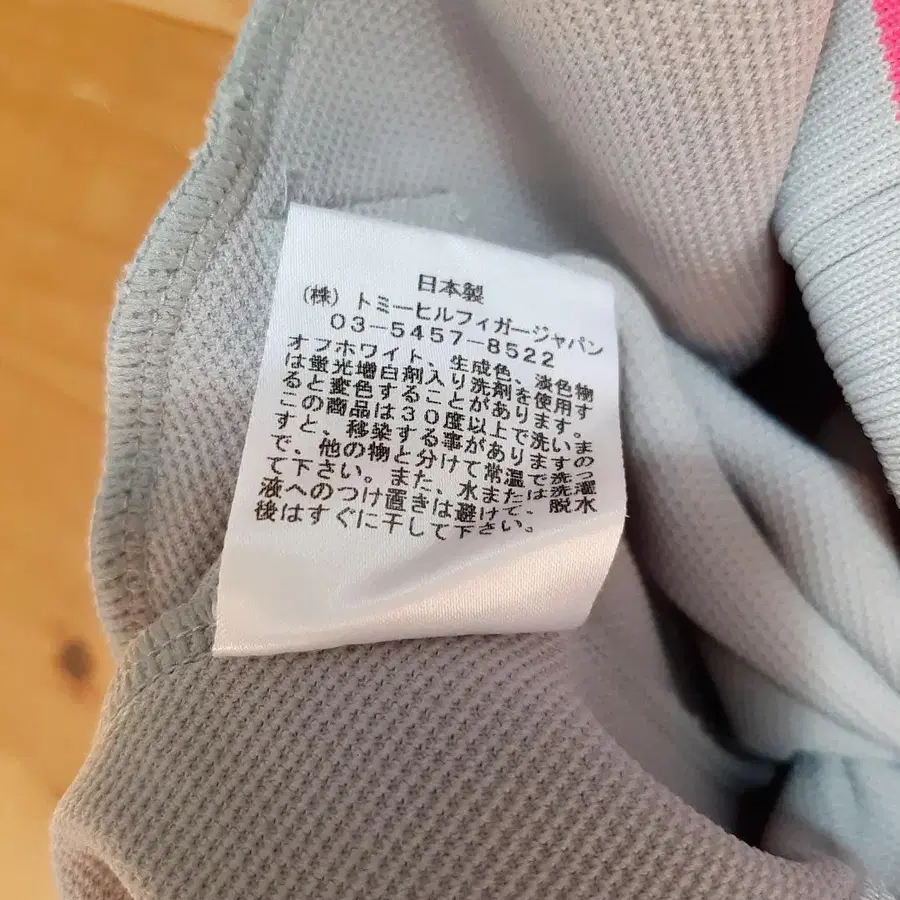 日本製
(株)トミーヒルフィガージャパン
03-5457-8522
オフホワイト、生成色、淡色物
は蛍光増白剤入り洗剤を使用す
ると変色することがあります。
この商品は30度以上で洗いま
すと、移染する事がありますの
で、他の物と分けて常温で洗っ
て下さい。また、水または洗濯
液へのつけ置きは避けて、脱水
後はすぐに干して下さい。